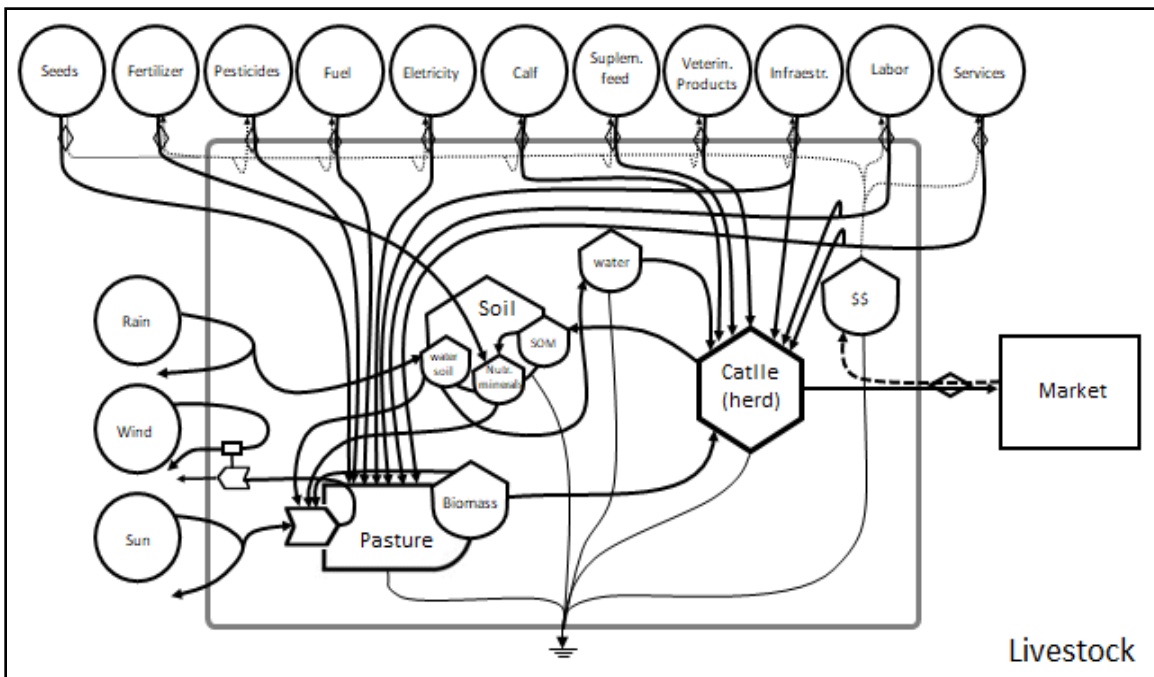 Seeds
Fertilizer
Pesticides
Fuel
Eletricity
Calf
Suplem.
feed
Veterin.
Products
Infraestr.
Labor
Services
Rain
Wind
Sun
Soil
water
soil
Nutr.
minerals
SOM
water
$$
Catlle
(herd)
Market
Biomass
Pasture
Livestock